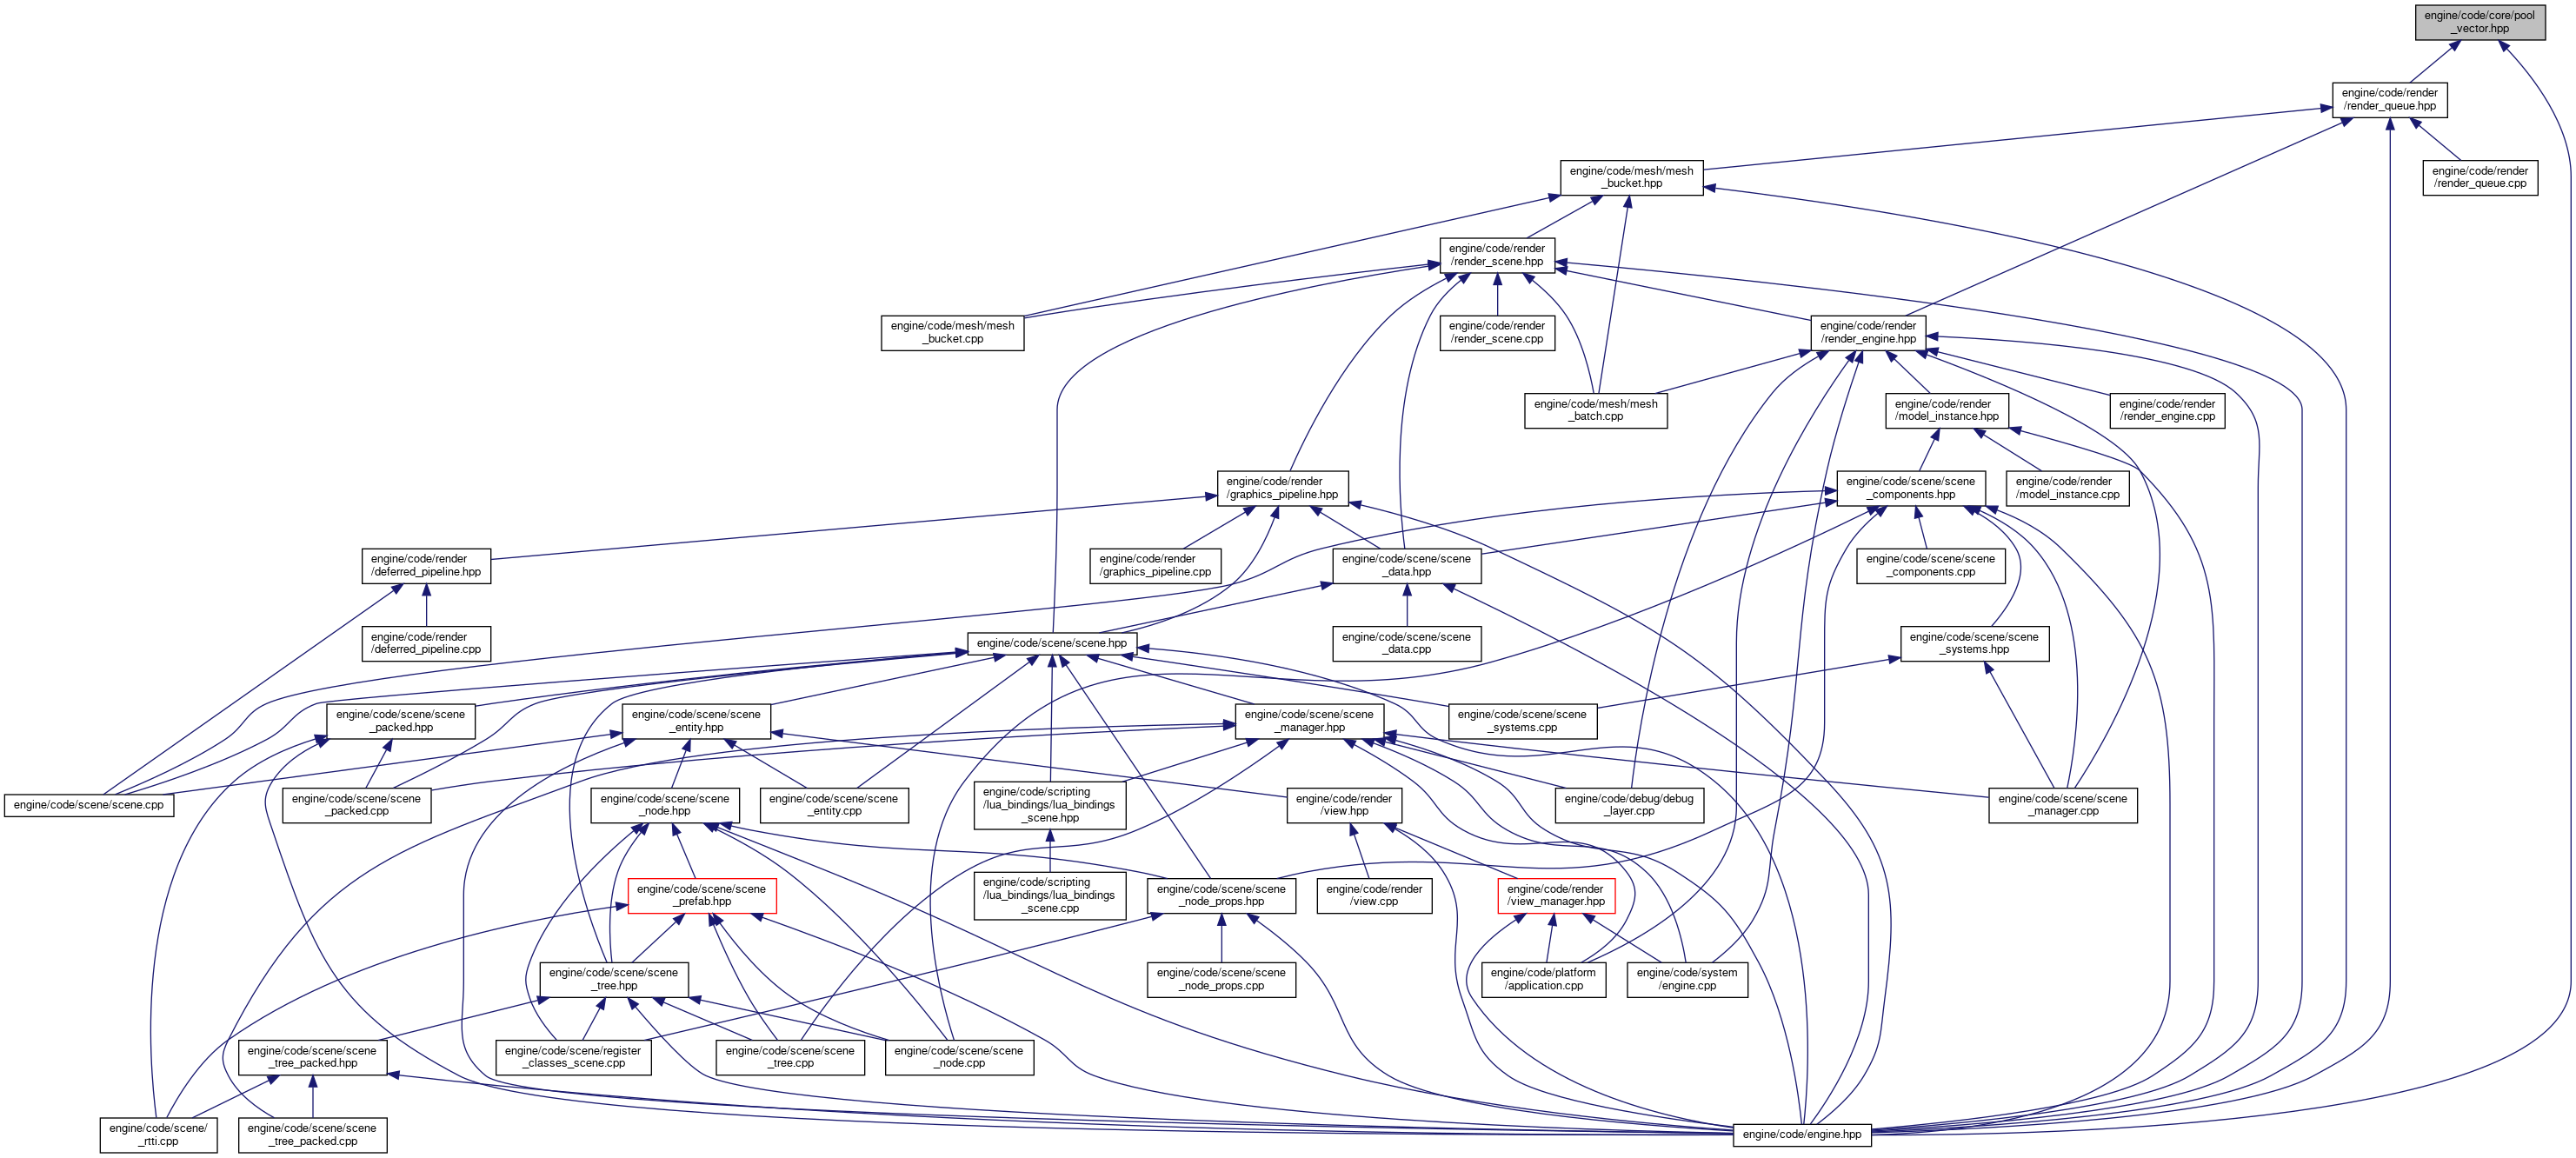 engine/code/core/pool
_vector.hpp
engine/code/render
/render_queue.hpp
engine/code/mesh/mesh
_bucket.hpp
engine/code/render
/render_queue.cpp
engine/code/render
/render_scene.hpp
engine/code/mesh/mesh
_bucket.cpp
engine/code/render
/render_scene.cpp
engine/code/render
/render_engine.hpp
engine/code/mesh/mesh
_batch.cpp
engine/code/render
/model_instance.hpp
engine/code/render
/render_engine.cpp
engine/code/render
/graphics_pipeline.hpp
engine/code/scene/scene
_components.hpp
engine/code/render
/model_instance.cpp
engine/code/render
/deferred_pipeline.hpp
engine/code/render
/graphics_pipeline.cpp
engine/code/scene/scene
_data.hpp
engine/code/scene/scene
_components.cpp
engine/code/render
/deferred_pipeline.cpp
engine/code/scene/scene.hpp
engine/code/scene/scene
_data.cpp
engine/code/scene/scene
_systems.hpp
engine/code/scene/scene
_packed.hpp
engine/code/scene/scene
_entity.hpp
engine/code/scene/scene
_manager.hpp
engine/code/scene/scene
_systems.cpp
engine/code/scene/scene.cpp
engine/code/scene/scene
_packed.cpp
engine/code/scene/scene
_node.hpp
engine/code/scene/scene
_entity.cpp
engine/code/scripting
/lua_bindings/lua_bindings
_scene.hpp
engine/code/render
/view.hpp
engine/code/debug/debug
_layer.cpp
engine/code/scene/scene
_manager.cpp
engine/code/scene/scene
_prefab.hpp
engine/code/scripting
/lua_bindings/lua_bindings
_scene.cpp
engine/code/scene/scene
_node_props.hpp
engine/code/render
/view.cpp
engine/code/render
/view_manager.hpp
engine/code/scene/scene
_tree.hpp
engine/code/scene/scene
_node_props.cpp
engine/code/platform
/application.cpp
engine/code/system
/engine.cpp
engine/code/scene/scene
_tree_packed.hpp
engine/code/scene/register
_classes_scene.cpp
engine/code/scene/scene
_tree.cpp
engine/code/scene/scene
_node.cpp
engine/code/scene/
_rtti.cpp
engine/code/scene/scene
_tree_packed.cpp
engine/code/engine.hpp